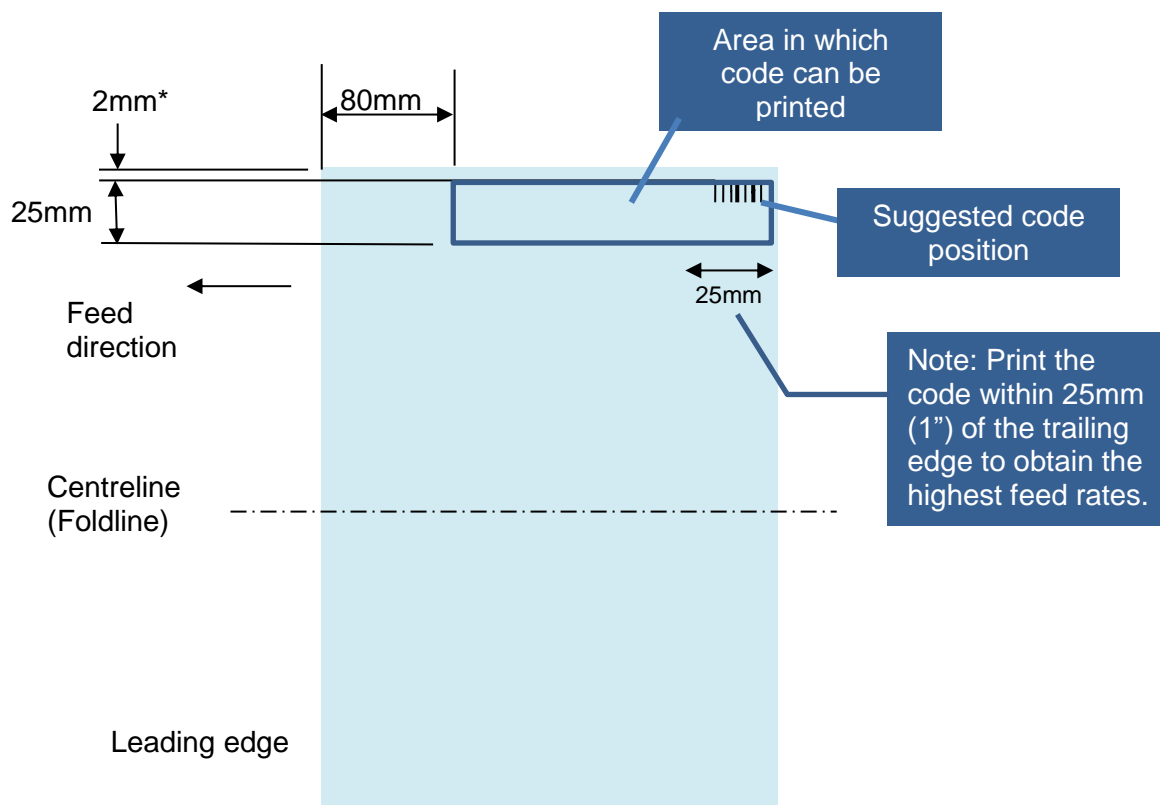 Area in which
code can be
printed
2mm*
80mm
25mm
Suggested code
position
25mm
Feed
direction
Note: Print the
code within 25mm
(1”) of the trailing
edge to obtain the
highest feed rates.
Centreline
(Foldline)
Leading edge